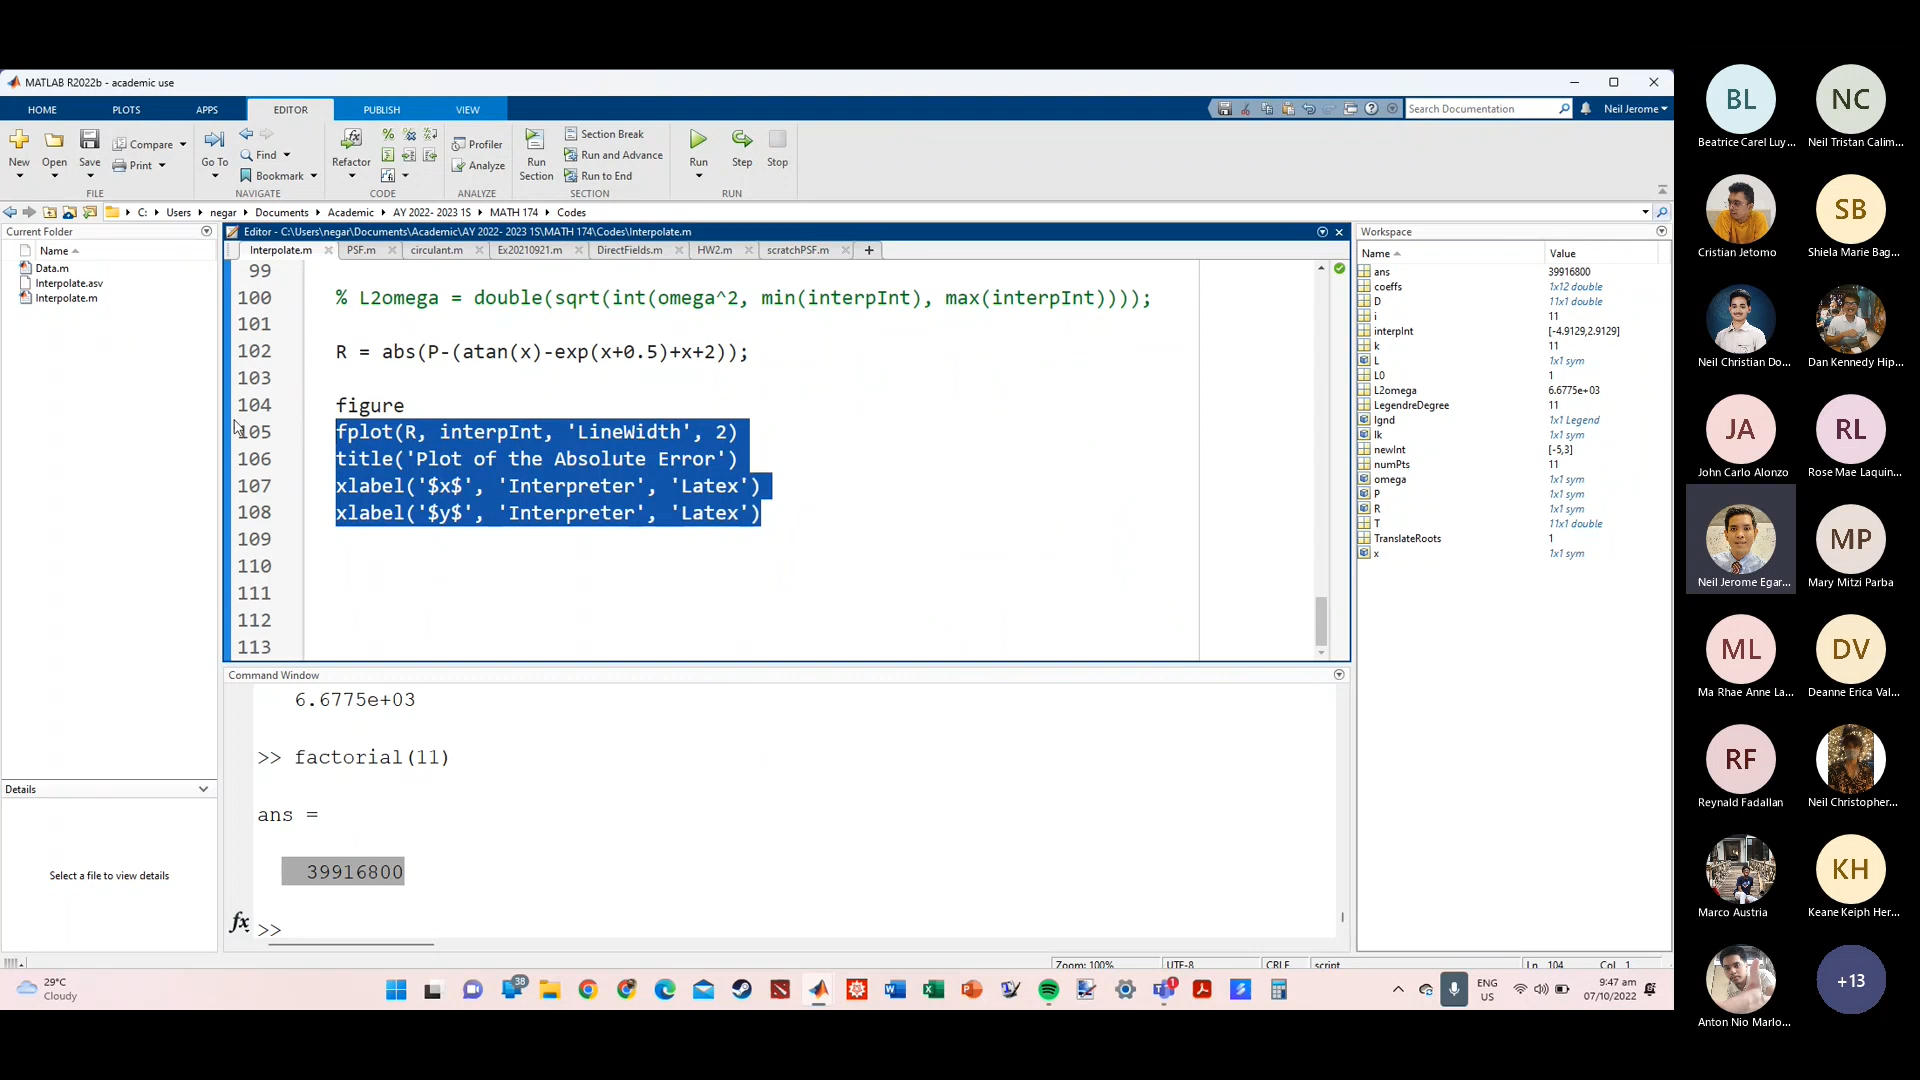 MATLAB R2022b - academic use
HOME PLOTS APPS EDITOR PUBLISH VIEW
Search Documentation Neil Jerome
New Open Save Compare Print
Go To Find Bookmark
Refactor
Profiler Analyze
Run Section Section Break Run and Advance Run to End
Run Step Stop
FILE NAVIGATE CODE ANALYZE SECTION RUN
C: Users negar Documents Academic AY 2022- 2023 1S MATH 174 Codes
Current Folder
Name
Data.m
Interpolate.asv
Interpolate.m
Details
Select a file to view details
Editor - C:\Users\negar\Documents\Academic\AY 2022- 2023 1S\MATH 174\Codes\Interpolate.m
Interpolate.m PSF.m circulant.m Ex20210921.m DirectFields.m HW2.m scratchPSF.m
99
100 % L2omega = double(sqrt(int(omega^2, min(interpInt), max(interpInt))));
101
102 R = abs(P-(atan(x)-exp(x+0.5)+x+2));
103
104 figure
105 fplot(R, interpInt, 'LineWidth', 2)
106 title('Plot of the Absolute Error')
107 xlabel('$x$', 'Interpreter', 'Latex')
108 xlabel('$y$', 'Interpreter', 'Latex')
109
110
111
112
113
Command Window
6.6775e+03
>> factorial(11)
ans =
39916800
fx >>
Zoom: 100% UTF-8 CRLF script Ln 104 Col 1
Workspace
Name Value
ans 39916800
coeffs 1x12 double
D 11x1 double
i 11
interpInt [-4.9129,2.9129]
k 11
L 1x1 sym
L0 1
L2omega 6.6775e+03
LegendreDegree 11
lgnd 1x1 Legend
lk 1x1 sym
newInt [-5,3]
numPts 11
omega 1x1 sym
P 1x1 sym
R 1x1 sym
T 11x1 double
TranslateRoots 1
x 1x1 sym
29°C
Cloudy
38
1
ENG
US
9:47 am
07/10/2022
BL NC
Beatrice Carel Luy... Neil Tristan Calim...
SB
Cristian Jetomo Shiela Marie Bag...
Neil Christian Do... Dan Kennedy Hip...
JA RL
John Carlo Alonzo Rose Mae Laquin...
MP
Neil Jerome Egar... Mary Mitzi Parba
ML DV
Ma Rhae Anne La... Deanne Erica Val...
RF
Reynald Fadallan Neil Christopher...
KH
Marco Austria Keane Keiph Her...
+13
Anton Nio Marlo...